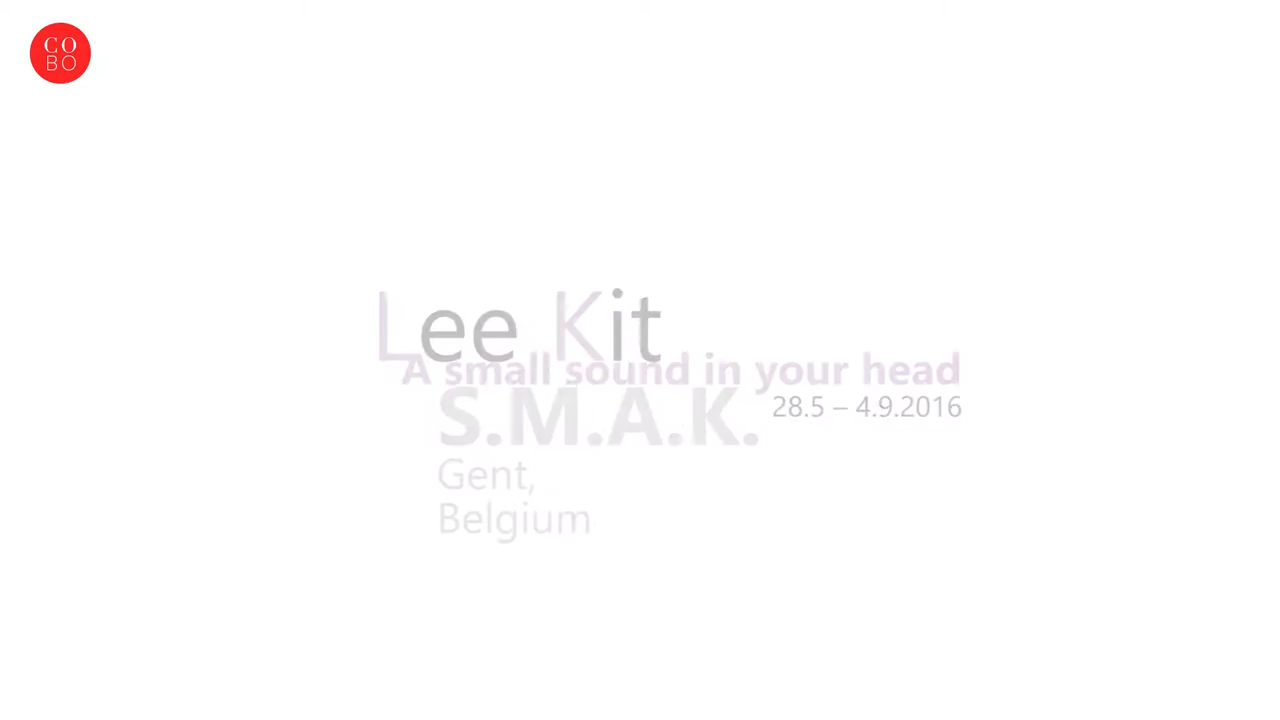 CO
BO
Lee Kit
A small sound in your head
S.M.A.K.
28.5 – 4.9.2016
Gent,
Belgium